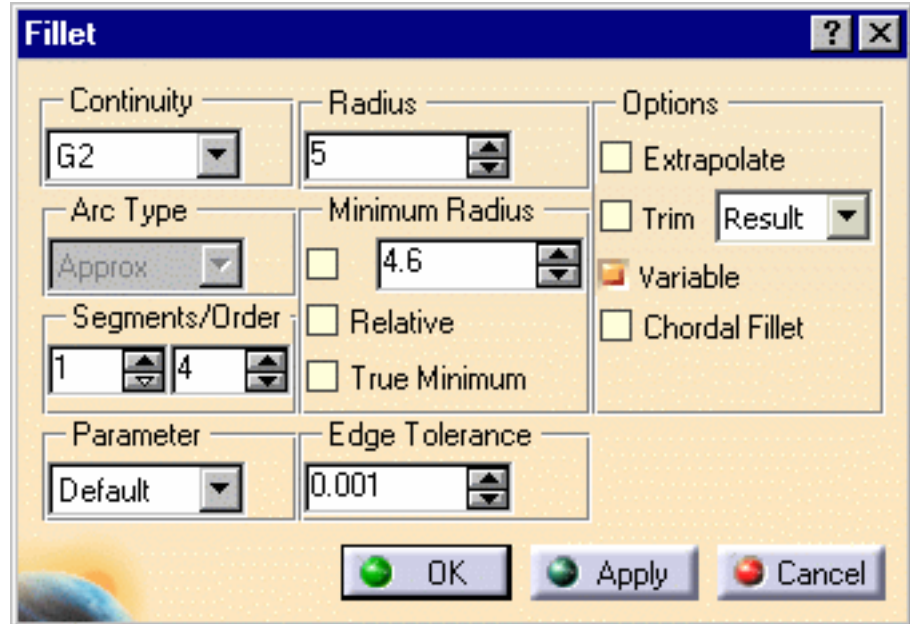 Fillet
Continuity
G2
Radius
5
Options
Extrapolate
Trim Result
Variable
Chordal Fillet
Arc Type
Approx
Minimum Radius
4.6
Relative
True Minimum
Segments/Order
1 4
Parameter
Default
Edge Tolerance
0.001
OK Apply Cancel